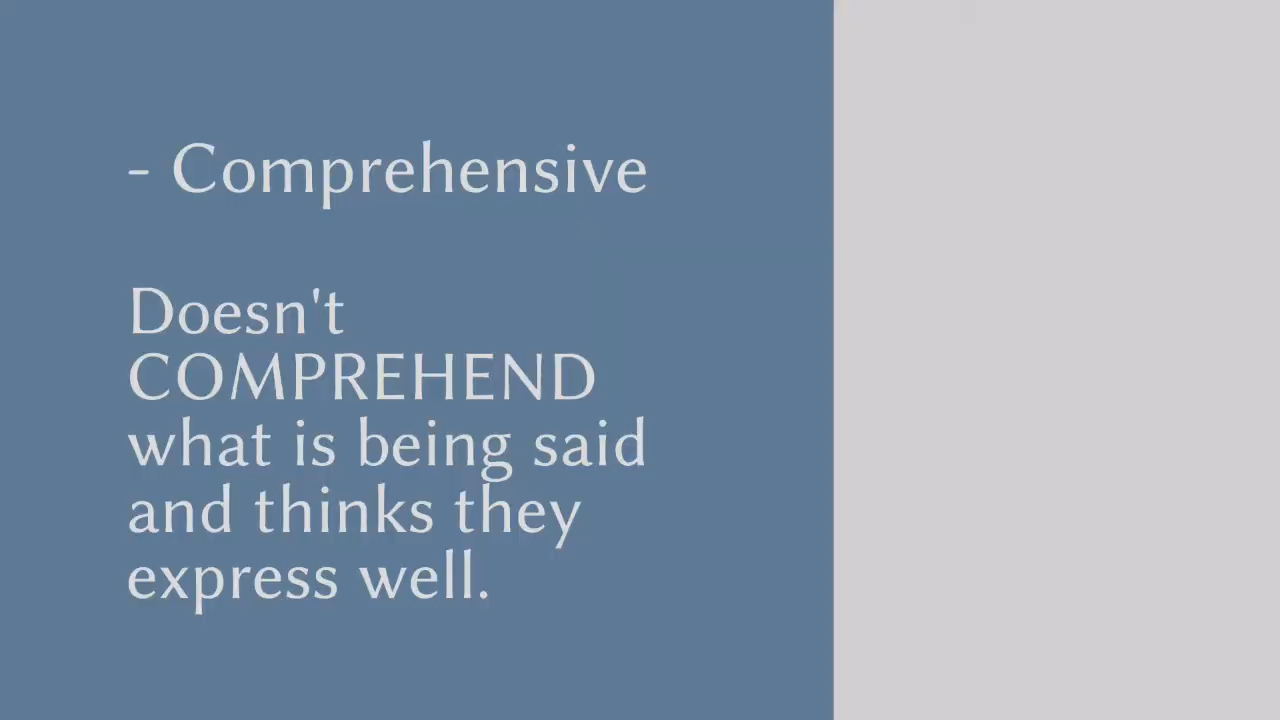 - Comprehensive
Doesn't
COMPREHEND
what is being said
and thinks they
express well.